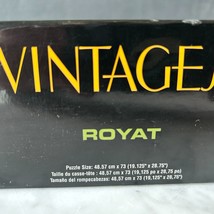 VINTAGES
ROYAT
Puzzle Size: 48.57 cm x 73 (19.125" x 28.75")
Taille du casse-tête : 48.57 cm x 73 (19,125 po x 28,75 po)
Tamaño del rompecabezas: 48.57 cm x 73 (19.125" x 28.75")